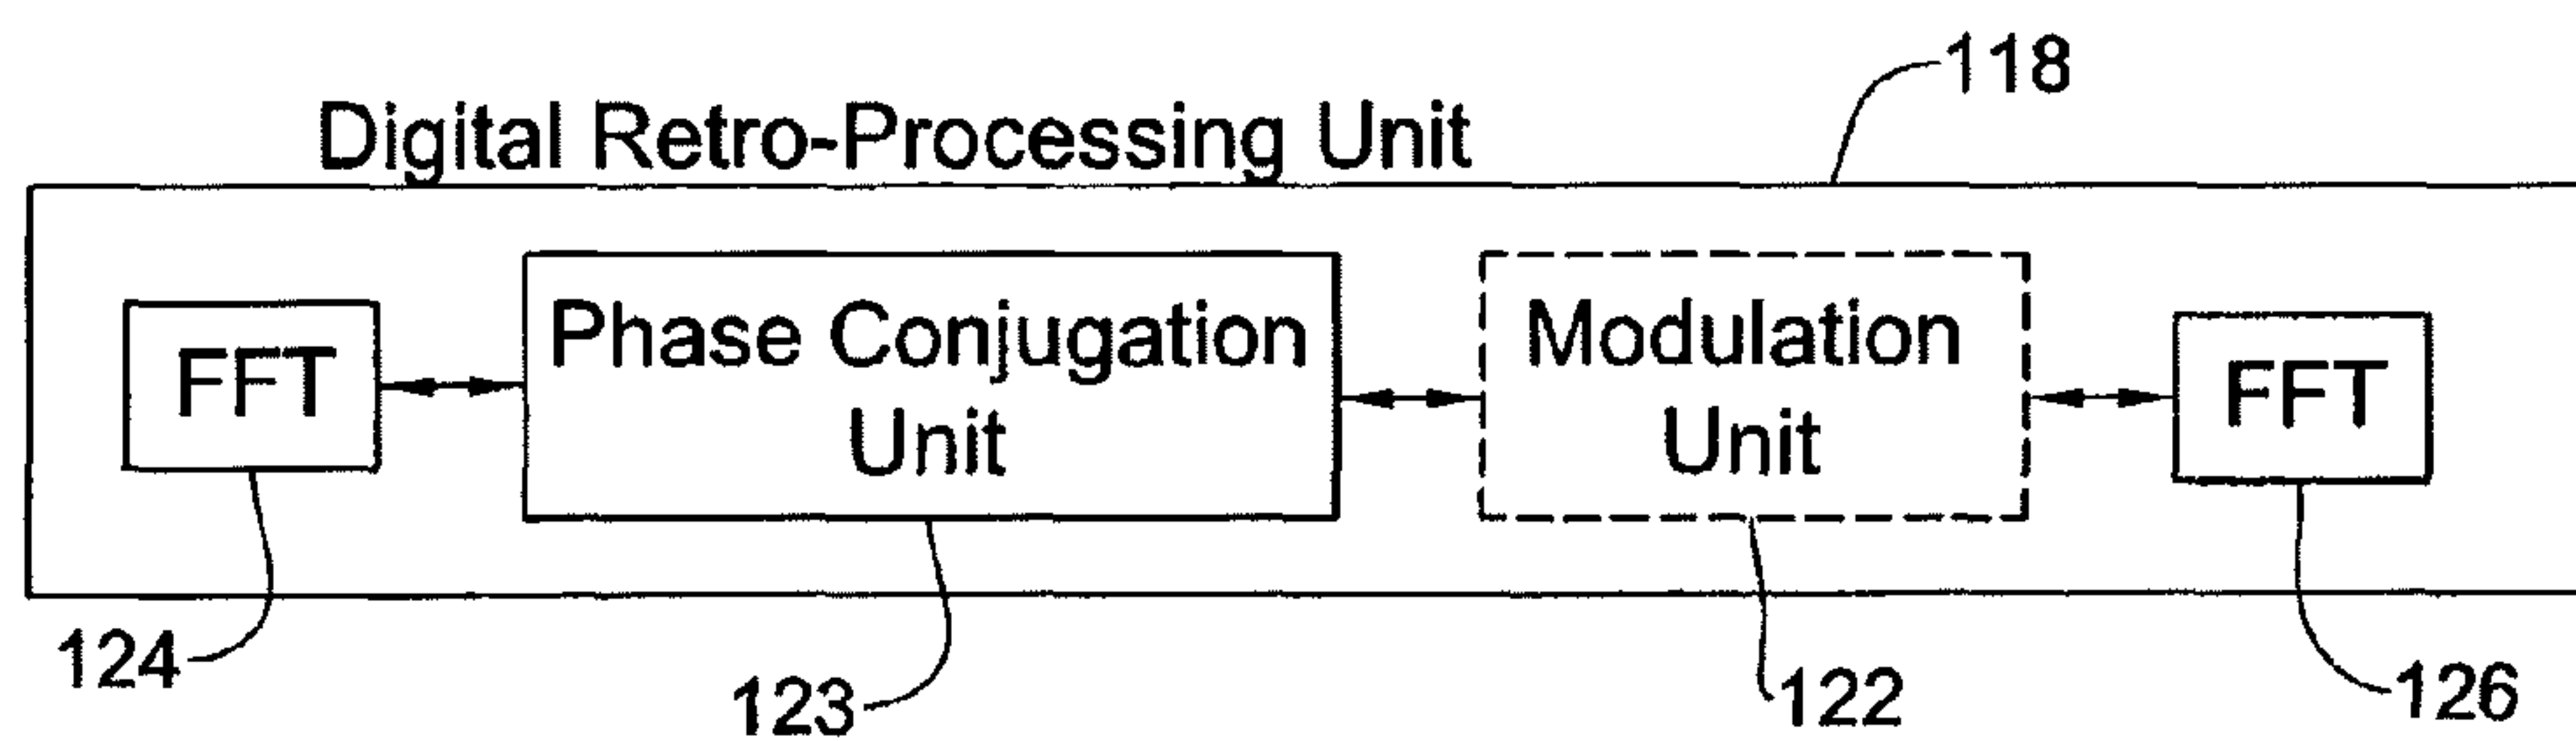 118
Digital Retro-Processing Unit
FFT
Phase Conjugation
Unit
Modulation
Unit
FFT
124
123
122
126